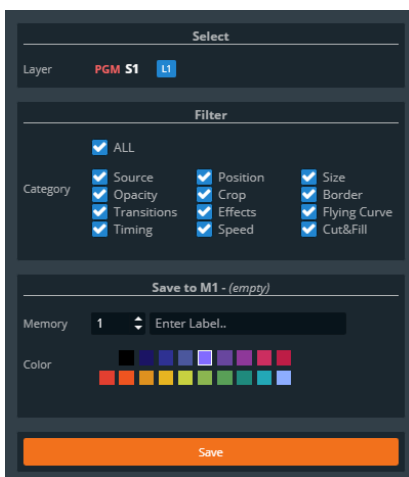 Select
Layer PGM S1 L1
Filter
ALL
Category
Source Position Size
Opacity Crop Border
Transitions Effects Flying Curve
Timing Speed Cut&Fill
Save to M1 - (empty)
Memory 1 Enter Label..
Color
Save